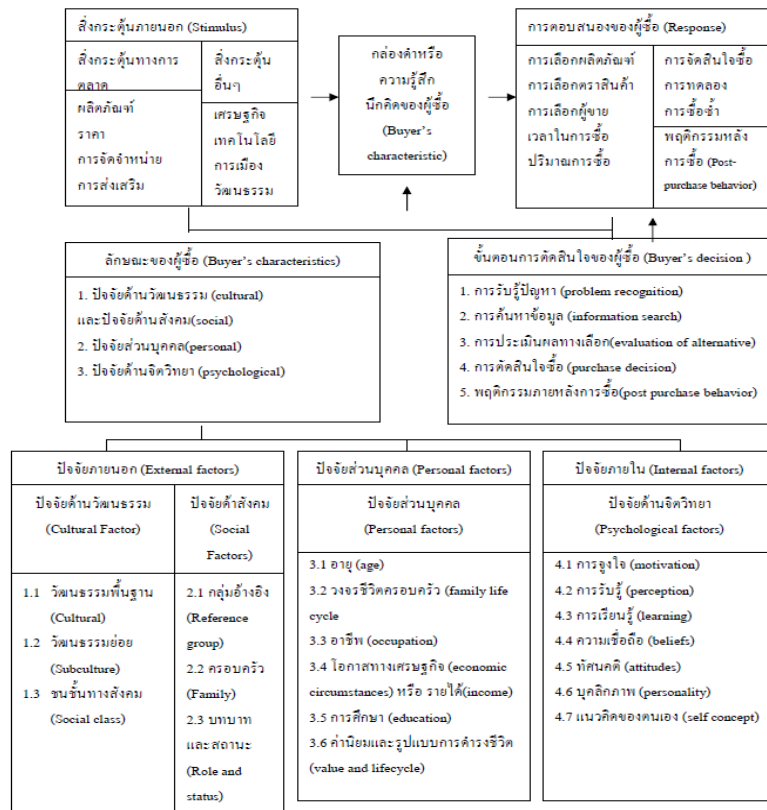 สิ่งกระตุ้นภายนอก (Stimulus)
สิ่งกระตุ้นทางการ
ตลาด
สิ่งกระตุ้น
อื่นๆ
ผลิตภัณฑ์
ราคา
การจัดจำหน่าย
การส่งเสริม
เศรษฐกิจ
เทคโนโลยี
การเมือง
วัฒนธรรม
กล่องดำหรือ
ความรู้สึก
นึกคิดของผู้ซื้อ
(Buyer's
characteristic)
การตอบสนองของผู้ซื้อ (Response)
การเลือกผลิตภัณฑ์
การเลือกตราสินค้า
การเลือกผู้ขาย
เวลาในการซื้อ
ปริมาณการซื้อ
การจัดสินใจซื้อ
การทดลอง
การซื้อซ้ำ
พฤติกรรมหลัง
การซื้อ (Post-
purchase behavior)
ลักษณะของผู้ซื้อ (Buyer's characteristics)
1. ปัจจัยด้านวัฒนธรรม (cultural)
และปัจจัยด้านสังคม(social)
2. ปัจจัยส่วนบุคคล(personal)
3. ปัจจัยด้านจิตวิทยา (psychological)
ขั้นตอนการตัดสินใจของผู้ซื้อ (Buyer's decision )
1. การรับรู้ปัญหา (problem recognition)
2. การค้นหาข้อมูล (information search)
3. การประเมินผลทางเลือก(evaluation of alternative)
4. การตัดสินใจซื้อ (purchase decision)
5. พฤติกรรมภายหลังการซื้อ(post purchase behavior)
ปัจจัยภายนอก (External factors)
ปัจจัยด้านวัฒนธรรม
(Cultural Factor)
ปัจจัยด้าสังคม
(Social
Factors)
1.1 วัฒนธรรมพื้นฐาน
(Cultural)
1.2 วัฒนธรรมย่อย
(Subculture)
1.3 ชนชั้นทางสังคม
(Social class)
2.1 กลุ่มอ้างอิง
(Reference
group)
2.2 ครอบครัว
(Family)
2.3 บทบาท
และสถานะ
(Role and
status)
ปัจจัยส่วนบุคคล (Personal factors)
ปัจจัยส่วนบุคคล
(Personal factors)
3.1 อายุ (age)
3.2 วงจรชีวิตครอบครัว (family life
cycle
3.3 อาชีพ (occupation)
3.4 โอกาสทางเศรษฐกิจ (economic
circumstances) หรือ รายได้(income)
3.5 การศึกษา (education)
3.6 ค่านิยมและรูปแบบการดำรงชีวิต
(value and lifecycle)
ปัจจัยภายใน (Internal factors)
ปัจจัยด้านจิตวิทยา
(Psychological factors)
4.1 การจูงใจ (motivation)
4.2 การรับรู้ (perception)
4.3 การเรียนรู้ (learning)
4.4 ความเชื่อถือ (beliefs)
4.5 ทัศนคติ (attitudes)
4.6 บุคลิกภาพ (personality)
4.7 แนวคิดของตนเอง (self concept)